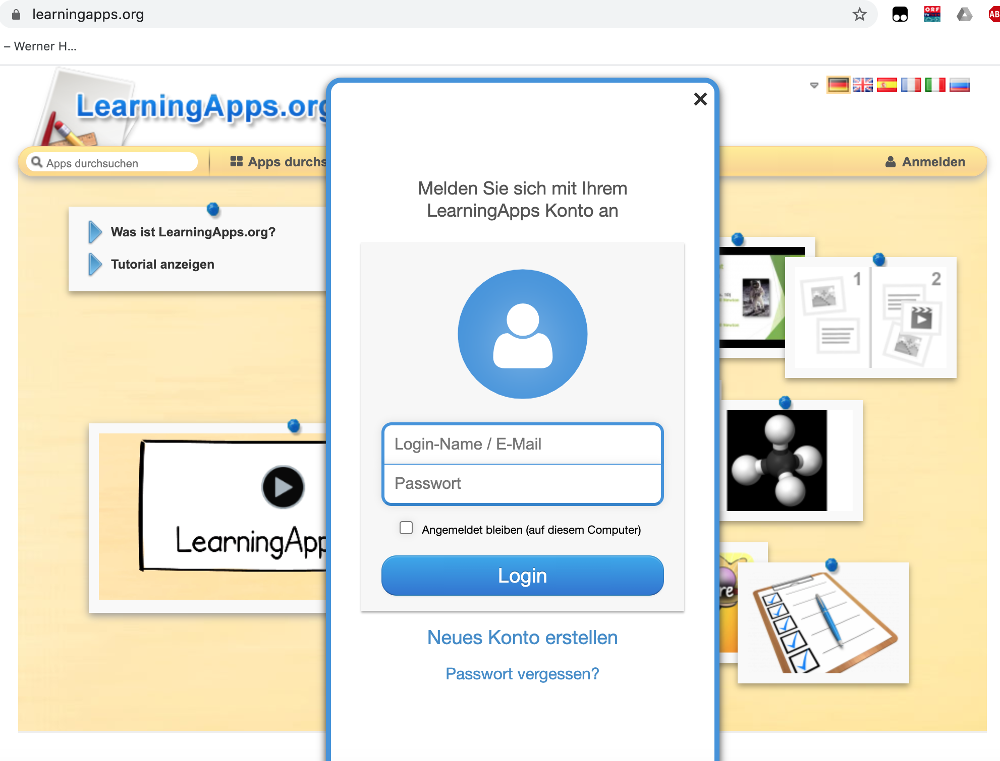 learningapps.org
ORF
AB
– Werner H...
LearningApps.org
Apps durchsuchen
Apps durchs
Anmelden
Was ist LearningApps.org?
Tutorial anzeigen
LearningApp
Melden Sie sich mit Ihrem
LearningApps Konto an
Login-Name / E-Mail
Passwort
Angemeldet bleiben (auf diesem Computer)
Login
Neues Konto erstellen
Passwort vergessen?
1
2
re